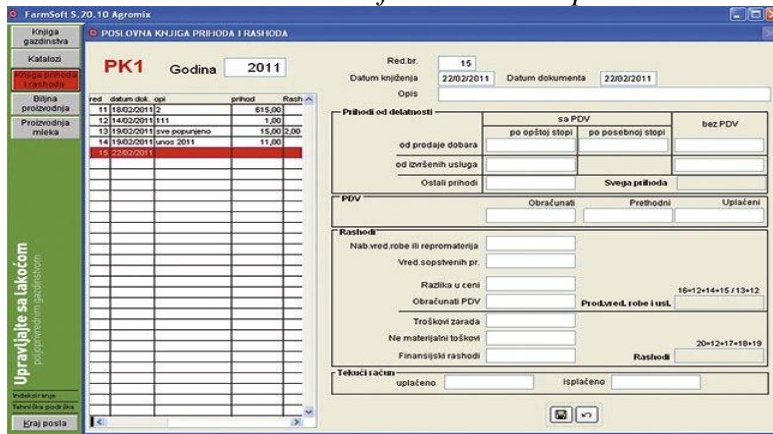 FarmSoft S.20.10 Agromix
Knjiga gazdinstva
Katalozi
Knjiga prihoda i rashoda
Biljna proizvodnja
Proizvodnja mleka
Upravljajte sa lakoćom
poljoprivrednim gazdinstvom
Indeksiranje
Tehnička podrška
Kraj posla
POSLOVNA KNJIGA PRIHODA I RASHODA
PK1 Godina 2011
red datum dok. opi prihod Rash
11 18/02/2011 2 615,00
12 14/02/2011 111 1,00
13 19/02/2011 sve popunjeno 15,00 2,00
14 19/02/2011 unos 2011 11,00
15 22/02/2011
Red.br. 15
Datum knjiženja 22/02/2011 Datum dokumenta 22/02/2011
Opis
Prihodi od delatnosti
sa PDV bez PDV
po opštoj stopi po posebnoj stopi
od prodaje dobara
od izvršenih usluga
Ostali prihodi Svega prihoda
PDV
Obračunati Prethodni Uplaćeni
Rashodi
Nab.vred.robe ili repromaterija
Vred.sopstvenih pr.
Razlika u ceni 16=12+14+15 / 13+12
Obračunati PDV Prod.vred. robe i usl.
Troškovi zarada
Ne materijalni toškovi 20=12+17+18+19
Finansijski rashodi Rashodi
Tekući račun
uplaćeno isplaćeno